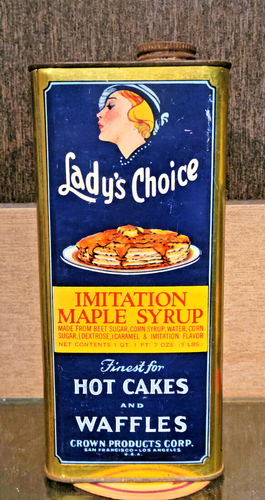 Lady's Choice
IMITATION
MAPLE SYRUP
MADE FROM BEET SUGAR, CORN SYRUP, WATER, CORN
SUGAR, (DEXTROSE,) CARAMEL & IMITATION FLAVOR
NET CONTENTS 1 QT. 1 PT. 7 OZS. (5 LBS.)
Finest for
HOT CAKES
AND
WAFFLES
CROWN PRODUCTS CORP.
SAN FRANCISCO-LOS ANGELES
U.S.A.